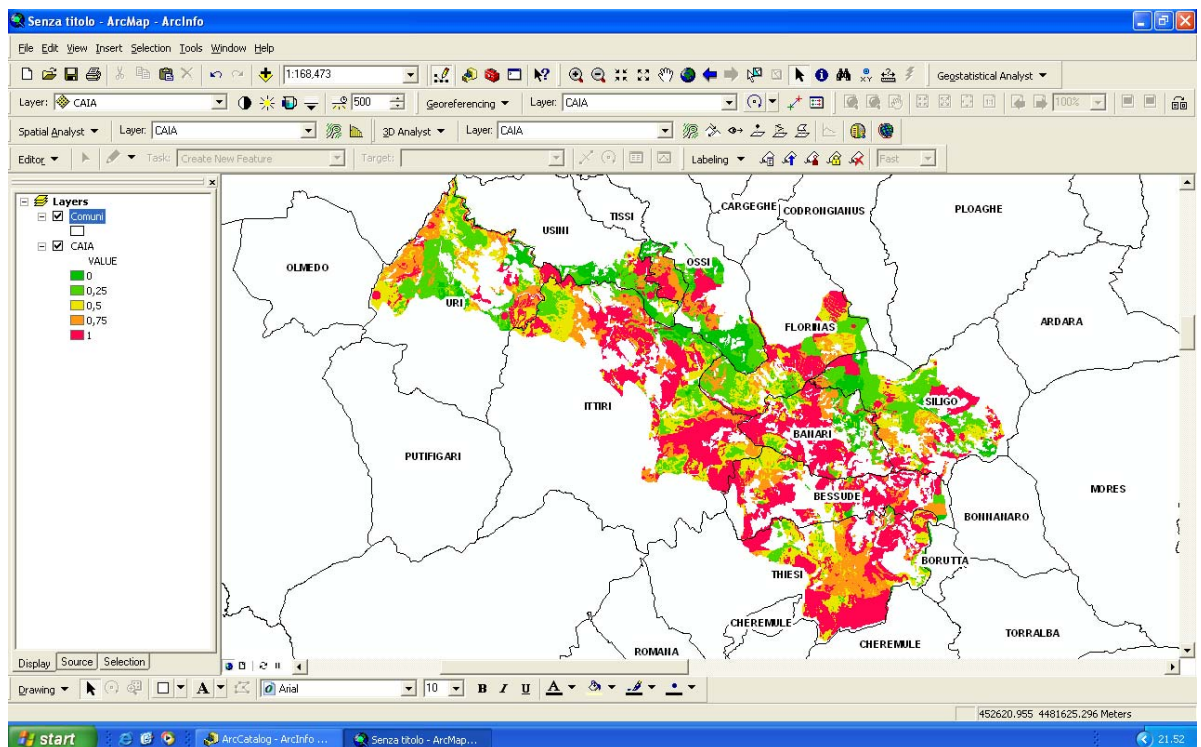 Senza titolo - ArcMap - ArcInfo
File Edit View Insert Selection Tools Window Help
1:168,473
Geostatistical Analyst
Layer: CAIA
500
Georeferencing
Layer: CAIA
100%
Spatial Analyst
Layer: CAIA
3D Analyst
Layer: CAIA
Editor
Task: Create New Feature
Target:
Labeling
Fast
Layers
Comuni
CAIA
VALUE
0
0,25
0,5
0,75
1
CARGEGHE
CODRONGIANUS
PLOAGHE
TISSI
USINI
OSSI
OLMEDO
URI
FLORINAS
ARDARA
SILIGO
ITTIRI
BANARI
PUTIFIGARI
MORES
BESSUDE
BONNANARO
BORUTTA
THIESI
CHEREMULE
TORRALBA
CHEREMULE
ROMANA
Display Source Selection
Drawing
A
Arial
10
B I U A
452620.955 4481625.296 Meters
start
ArcCatalog - ArcInfo ...
Senza titolo - ArcMap...
21.52